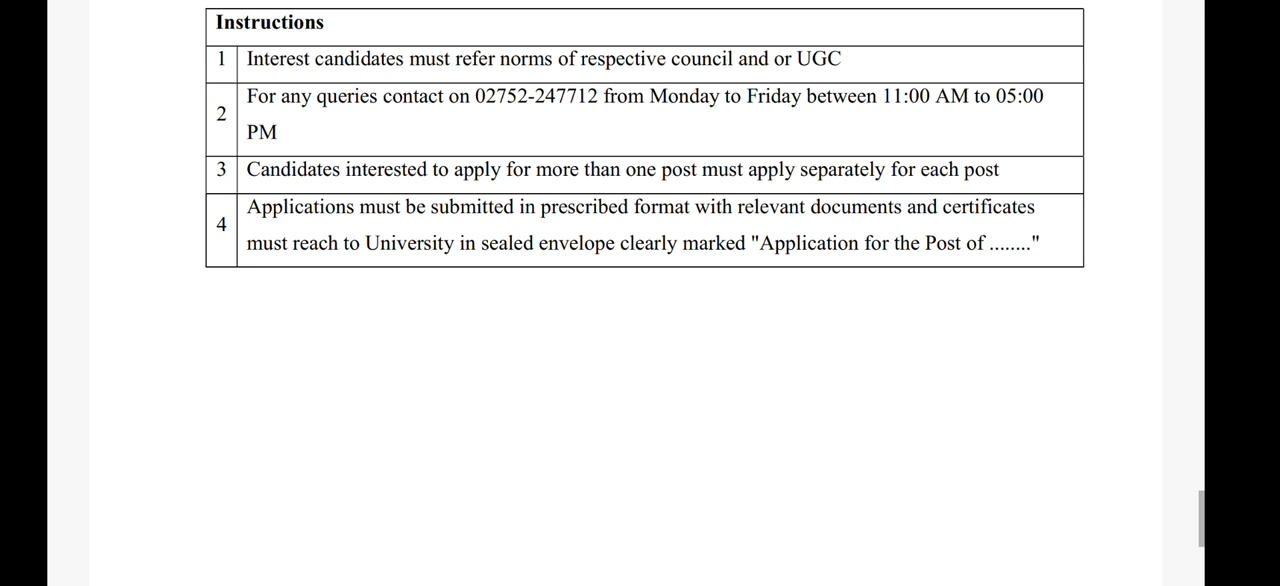 Instructions
1 Interest candidates must refer norms of respective council and or UGC
2 For any queries contact on 02752-247712 from Monday to Friday between 11:00 AM to 05:00
PM
3 Candidates interested to apply for more than one post must apply separately for each post
4 Applications must be submitted in prescribed format with relevant documents and certificates
must reach to University in sealed envelope clearly marked "Application for the Post of ........"